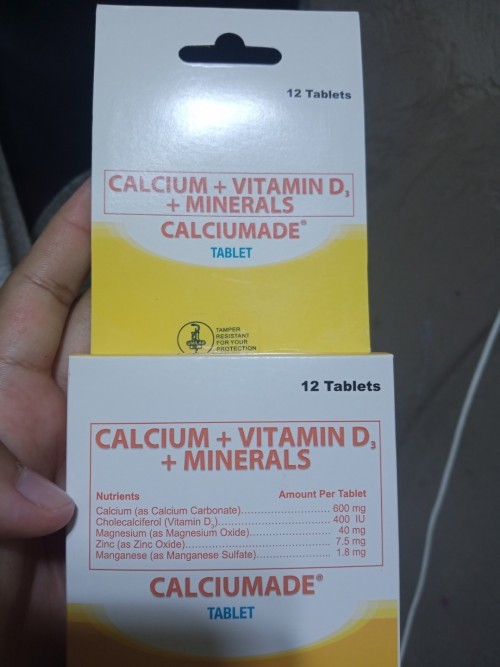 12 Tablets
CALCIUM + VITAMIN D₃
+ MINERALS
CALCIUMADE®
TABLET
TAMPER
RESISTANT
FOR YOUR
PROTECTION
12 Tablets
CALCIUM + VITAMIN D₃
+ MINERALS
Nutrients Amount Per Tablet
Calcium (as Calcium Carbonate)................................ 600 mg
Cholecalciferol (Vitamin D₃)........................................ 400 IU
Magnesium (as Magnesium Oxide)............................ 40 mg
Zinc (as Zinc Oxide).................................................... 7.5 mg
Manganese (as Manganese Sulfate)......................... 1.8 mg
CALCIUMADE®
TABLET